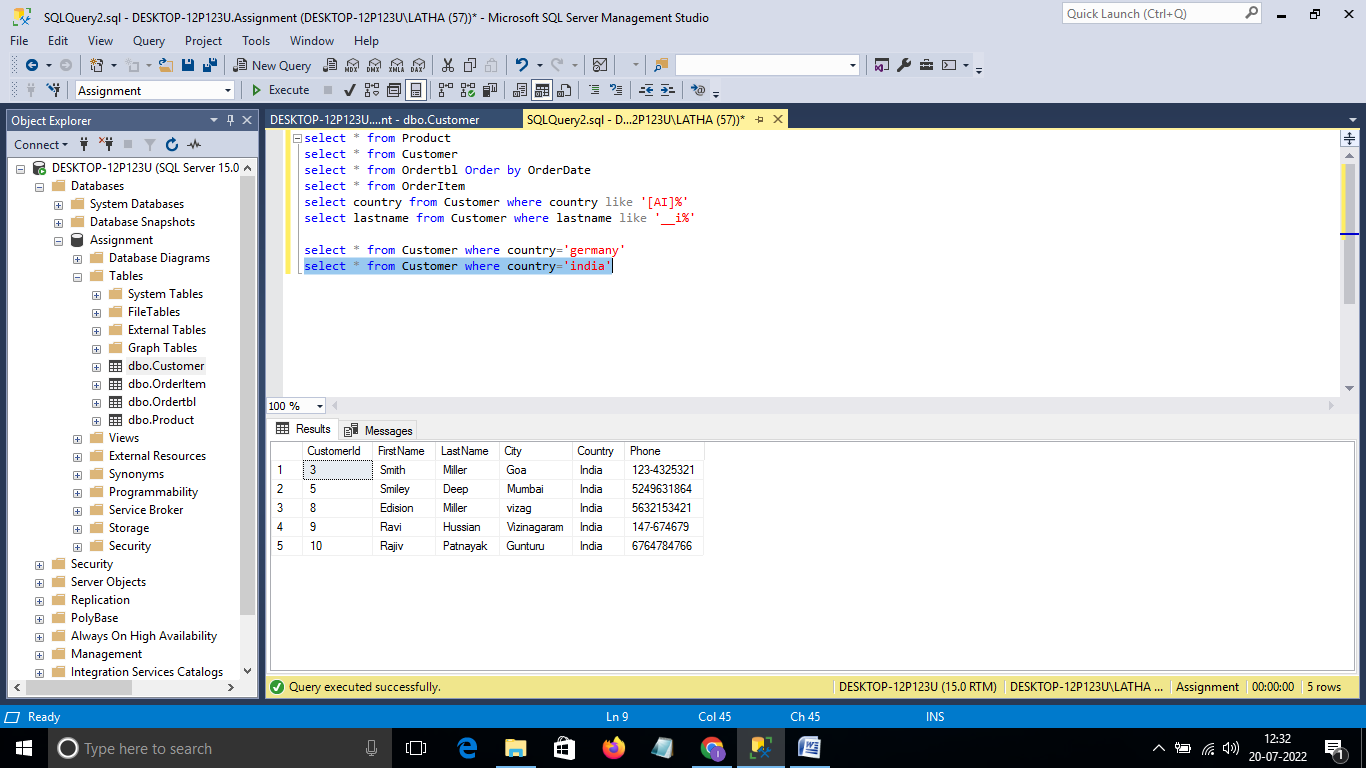 SQLQuery2.sql - DESKTOP-12P123U.Assignment (DESKTOP-12P123U\LATHA (57))* - Microsoft SQL Server Management Studio
Quick Launch (Ctrl+Q)
File Edit View Query Project Tools Window Help
New Query MDX DMX XMLA DAX
Assignment Execute
Object Explorer
Connect
DESKTOP-12P123U (SQL Server 15.0
Databases
System Databases
Database Snapshots
Assignment
Database Diagrams
Tables
System Tables
FileTables
External Tables
Graph Tables
dbo.Customer
dbo.OrderItem
dbo.Ordertbl
dbo.Product
Views
External Resources
Synonyms
Programmability
Service Broker
Storage
Security
Security
Server Objects
Replication
PolyBase
Always On High Availability
Management
Integration Services Catalogs
DESKTOP-12P123U....nt - dbo.Customer
SQLQuery2.sql - D...2P123U\LATHA (57))*
select * from Product
select * from Customer
select * from Ordertbl Order by OrderDate
select * from OrderItem
select country from Customer where country like '[AI]%'
select lastname from Customer where lastname like '__i%'
select * from Customer where country='germany'
select * from Customer where country='india'
100 %
Results Messages
CustomerId FirstName LastName City Country Phone
1 3 Smith Miller Goa India 123-4325321
2 5 Smiley Deep Mumbai India 5249631864
3 8 Edision Miller vizag India 5632153421
4 9 Ravi Hussian Vizinagaram India 147-674679
5 10 Rajiv Patnayak Gunturu India 6764784766
Query executed successfully. DESKTOP-12P123U (15.0 RTM) DESKTOP-12P123U\LATHA ... Assignment 00:00:00 5 rows
Ready Ln 9 Col 45 Ch 45 INS
Type here to search
12:32
20-07-2022
1